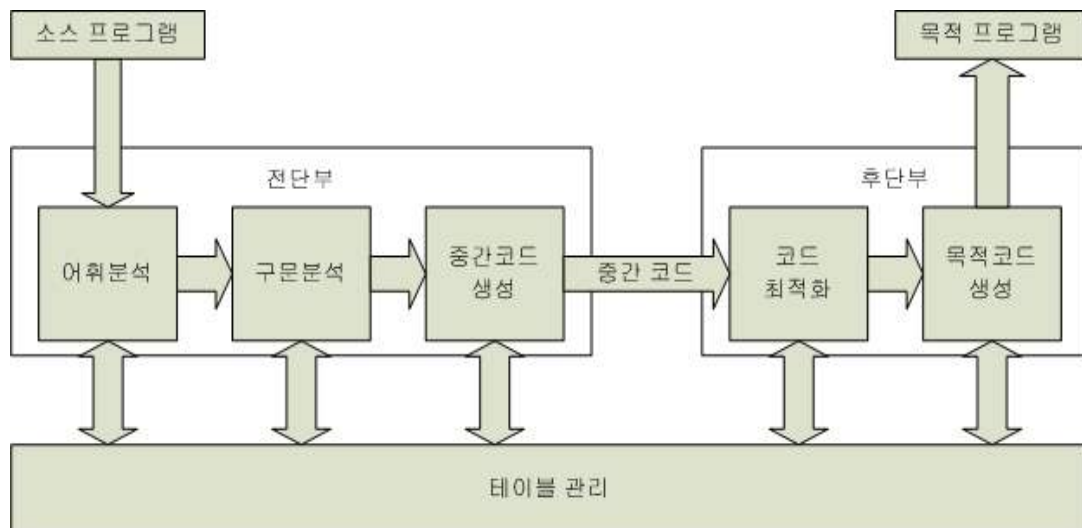 소스 프로그램
목적 프로그램
전단부
후단부
어휘분석
구문분석
중간코드
생성
중간 코드
코드
최적화
목적코드
생성
테이블 관리